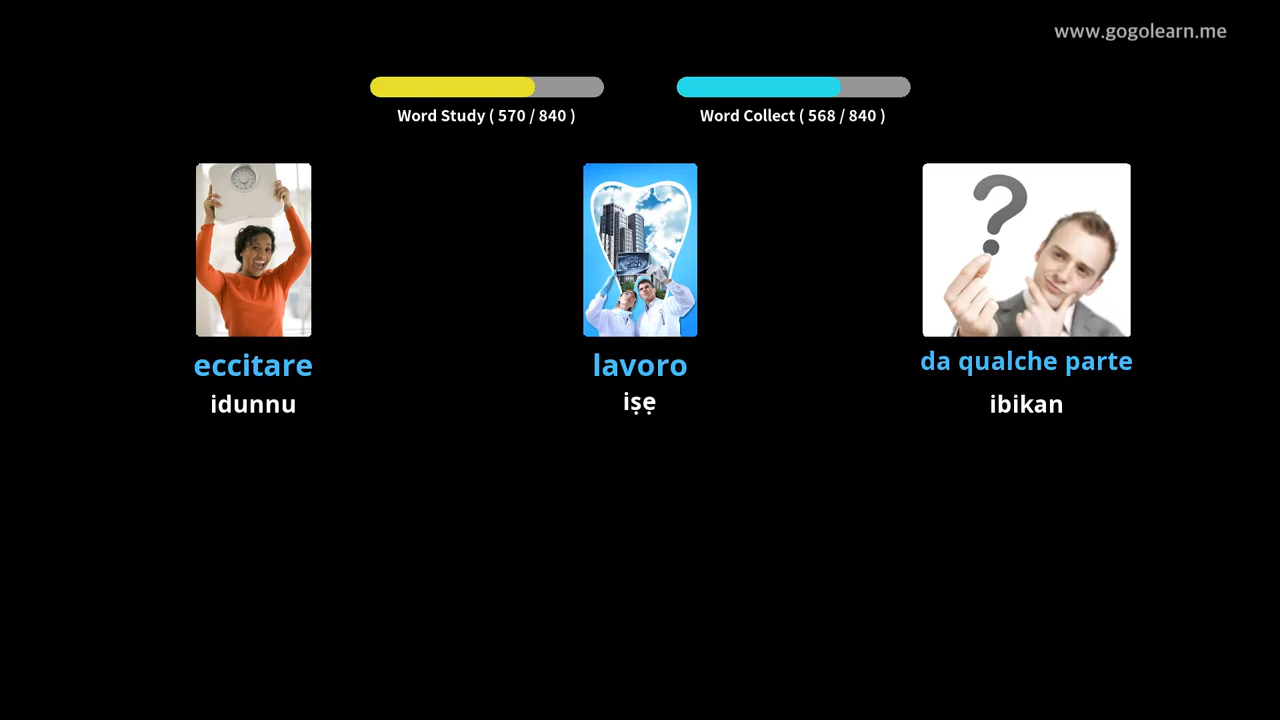 www.gogolearn.me
Word Study ( 570 / 840 )
Word Collect ( 568 / 840 )
eccitare
lavoro
da qualche parte
idunnu
iṣẹ
ibikan